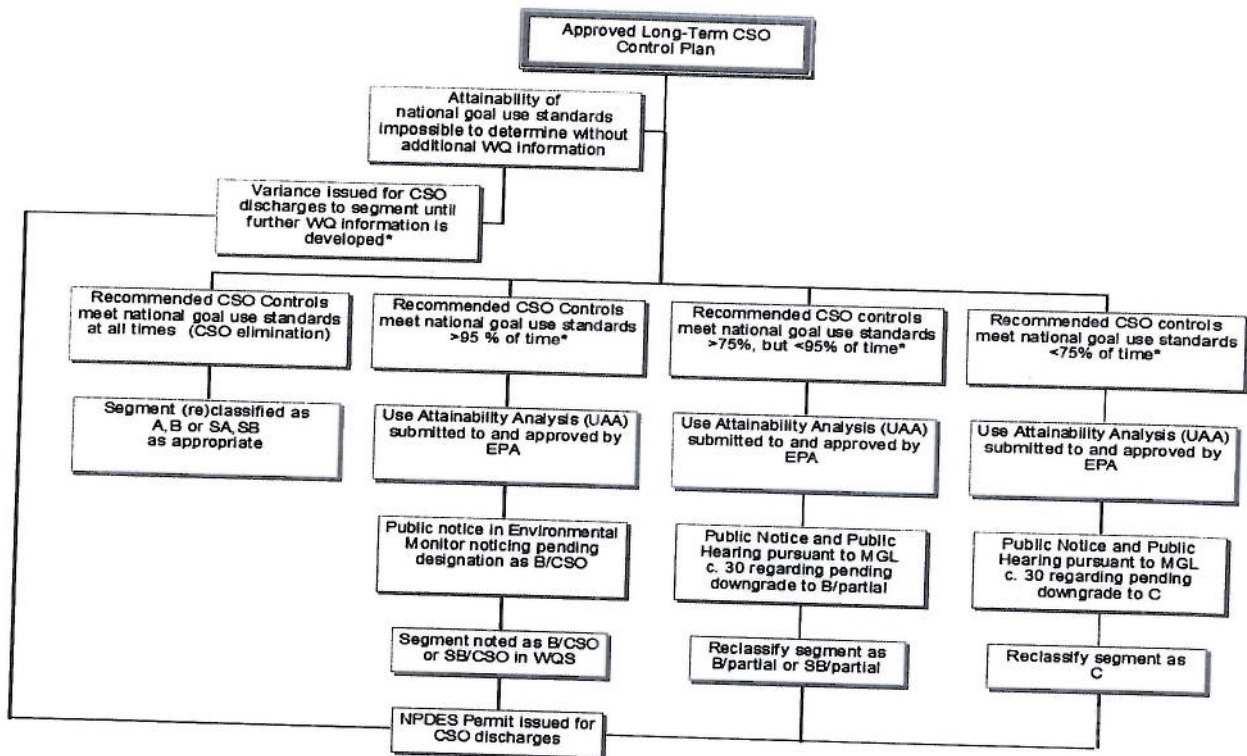 Approved Long-Term CSO
Control Plan
Attainability of
national goal use standards
impossible to determine without
additional WQ information
Variance issued for CSO
discharges to segment until
further WQ information is
developed*
Recommended CSO Controls
meet national goal use standards
at all times (CSO elimination)
Segment (re)classified as
A,B or SA,SB
as appropriate
Recommended CSO Controls
meet national goal use standards
>95 % of time*
Use Attainability Analysis (UAA)
submitted to and approved by
EPA
Public notice in Environmental
Monitor noticing pending
designation as B/CSO
Segment noted as B/CSO
or SB/CSO in WQS
Recommended CSO controls
meet national goal use standards
>75%, but <95% of time*
Use Attainability Analysis (UAA)
submitted to and approved by
EPA
Public Notice and Public
Hearing pursuant to MGL
c. 30 regarding pending
downgrade to B/partial
Reclassify segment as
B/partial or SB/partial
Recommended CSO controls
meet national goal use standards
<75% of time*
Use Attainability Analysis (UAA)
submitted to and approved by
EPA
Public Notice and Public
Hearing pursuant to MGL
c. 30 regarding pending
downgrade to C
Reclassify segment as
C
NPDES Permit issued for
CSO discharges